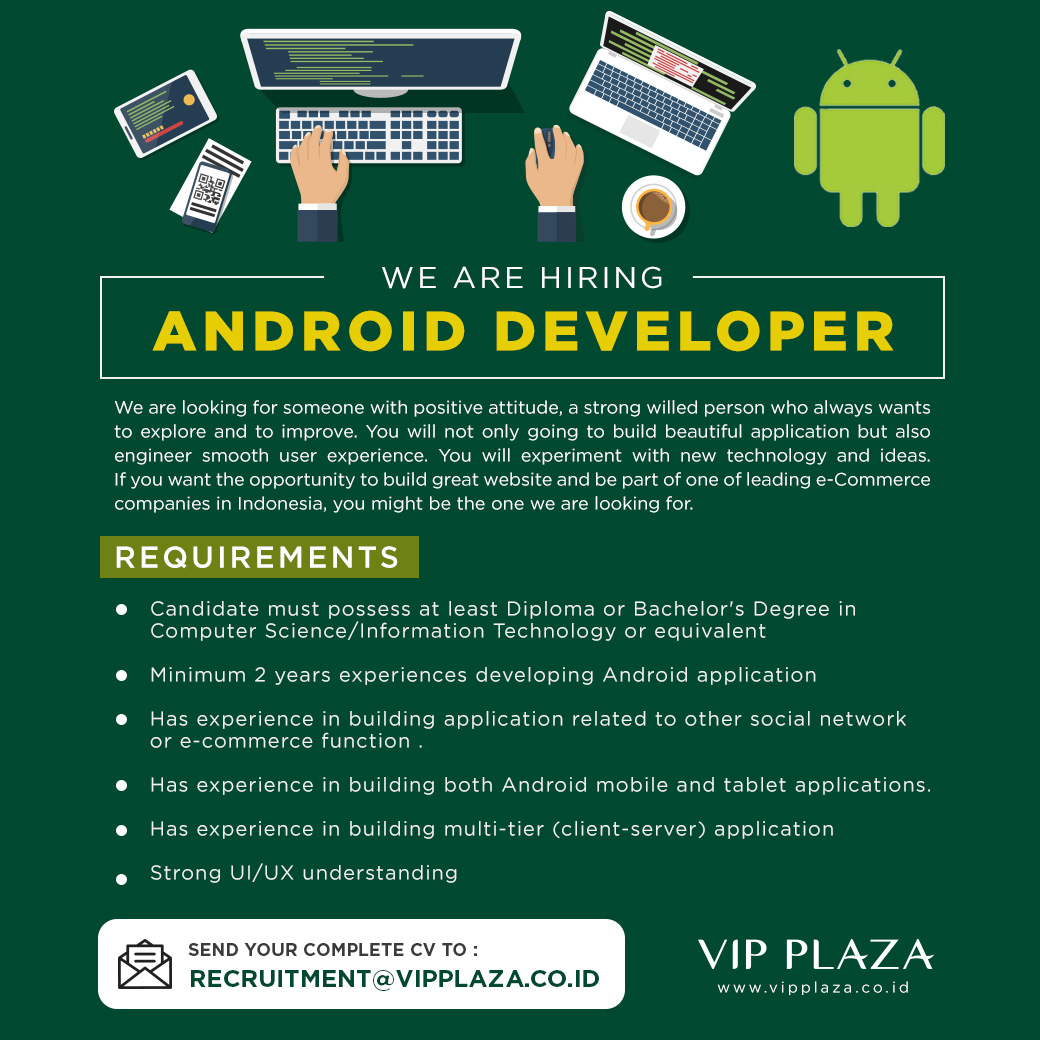 WE ARE HIRING
ANDROID DEVELOPER
We are looking for someone with positive attitude, a strong willed person who always wants
to explore and to improve. You will not only going to build beautiful application but also
engineer smooth user experience. You will experiment with new technology and ideas.
If you want the opportunity to build great website and be part of one of leading e-Commerce
companies in Indonesia, you might be the one we are looking for.
REQUIREMENTS
Candidate must possess at least Diploma or Bachelor's Degree in
Computer Science/Information Technology or equivalent
Minimum 2 years experiences developing Android application
Has experience in building application related to other social network
or e-commerce function .
Has experience in building both Android mobile and tablet applications.
Has experience in building multi-tier (client-server) application
Strong UI/UX understanding
SEND YOUR COMPLETE CV TO :
RECRUITMENT@VIPPLAZA.CO.ID
VIP PLAZA
www.vipplaza.co.id